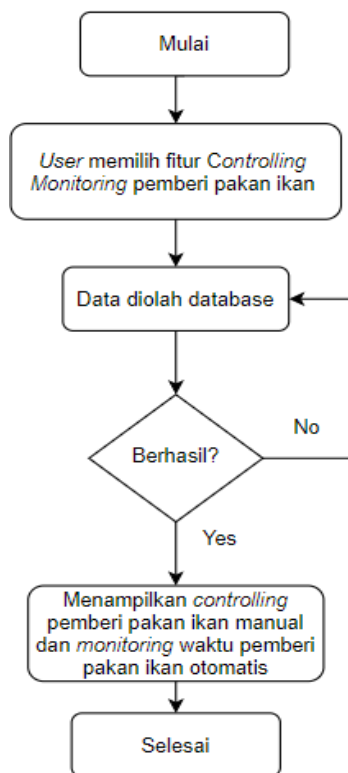 Mulai
User memilih fitur Controlling
Monitoring pemberi pakan ikan
Data diolah database
Berhasil?
No
Yes
Menampilkan controlling
pemberi pakan ikan manual
dan monitoring waktu pemberi
pakan ikan otomatis
Selesai